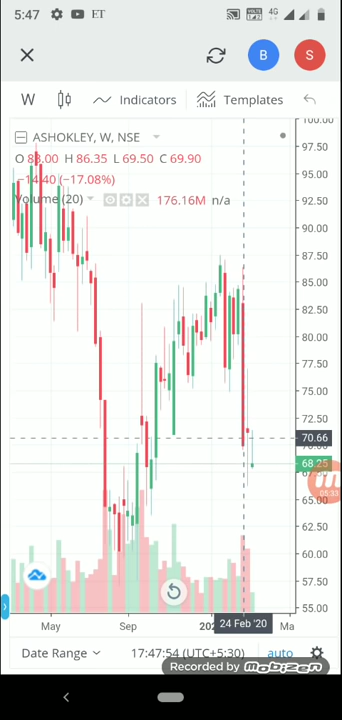 5:47 ET 4G
B S
W Indicators Templates
ASHOKLEY, W, NSE
O 83.00 H 86.35 L 69.50 C 69.90
−14.40 (−17.08%)
Volume (20) 176.16M n/a
100.00
97.50
95.00
92.50
90.00
87.50
85.00
82.50
80.00
77.50
75.00
72.50
70.66
68.25
65.00
62.50
60.00
57.50
55.00
05:33
May Sep 24 Feb '20 Ma
Date Range 17:47:54 (UTC+5:30) auto
Recorded by Mobizen